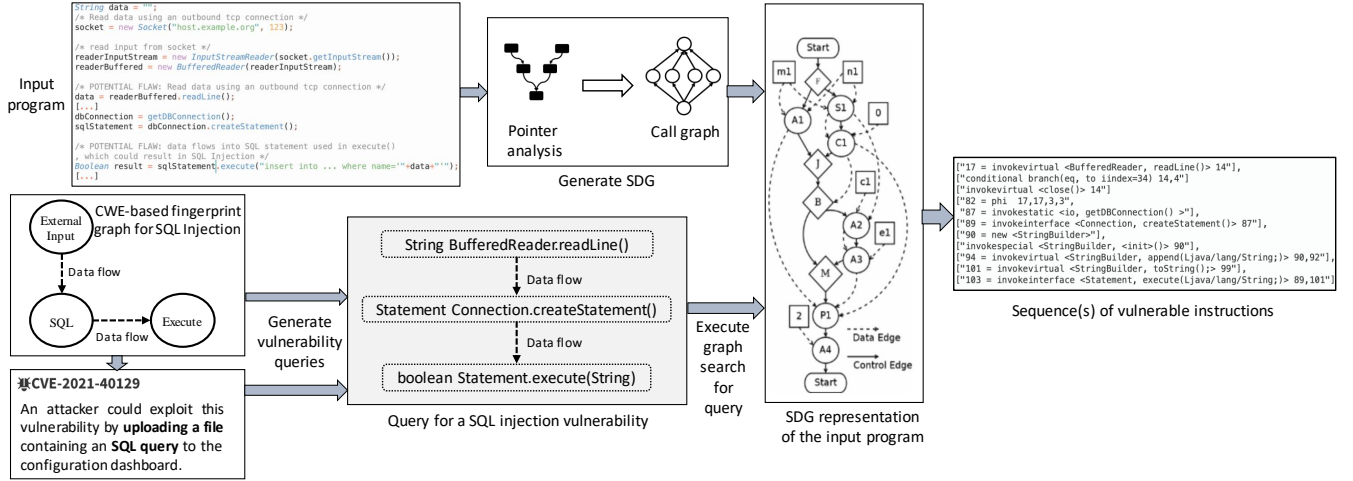 String data = "";
/* Read data using an outbound tcp connection */
socket = new Socket("host.example.org", 123);
/* read input from socket */
readerInputStream = new InputStreamReader(socket.getInputStream());
readerBuffered = new BufferedReader(readerInputStream);
/* POTENTIAL FLAW: Read data using an outbound tcp connection */
data = readerBuffered.readLine();
[...]
dbConnection = getDBConnection();
sqlStatement = dbConnection.createStatement();
/* POTENTIAL FLAW: data flows into SQL statement used in execute()
, which could result in SQL Injection */
Boolean result = sqlStatement.execute("insert into ... where name='"+data+"'");
[...]
Input
program
Pointer
analysis
Call graph
Generate SDG
External
Input
CWE-based fingerprint
graph for SQL Injection
Data flow
SQL
Data flow
Execute
CVE-2021-40129
An attacker could exploit this
vulnerability by uploading a file
containing an SQL query to the
configuration dashboard.
Generate
vulnerability
queries
String BufferedReader.readLine()
Data flow
Statement Connection.createStatement()
Data flow
boolean Statement.execute(String)
Query for a SQL injection vulnerability
Execute
graph
search
for
query
Start
m1
n1
F
S1
0
A1
C1
J
c1
B
A2
e1
A3
M
2
P1
Data Edge
A4
Control Edge
Start
SDG representation
of the input program
["17 = invokevirtual <BufferedReader, readLine()> 14"],
["conditional branch(eq, to iindex=34) 14,4"]
["invokevirtual <close()> 14"]
["82 = phi  17,17,3,3",
"87 = invokestatic <io, getDBConnection() >"],
["89 = invokeinterface <Connection, createStatement()> 87"],
["90 = new <StringBuilder>"],
["invokespecial <StringBuilder, <init>()> 90"],
["94 = invokevirtual <StringBuilder, append(Ljava/lang/String;)> 90,92"],
["101 = invokevirtual <StringBuilder, toString();> 99"],
["103 = invokeinterface <Statement, execute(Ljava/lang/String;)> 89,101"]
Sequence(s) of vulnerable instructions